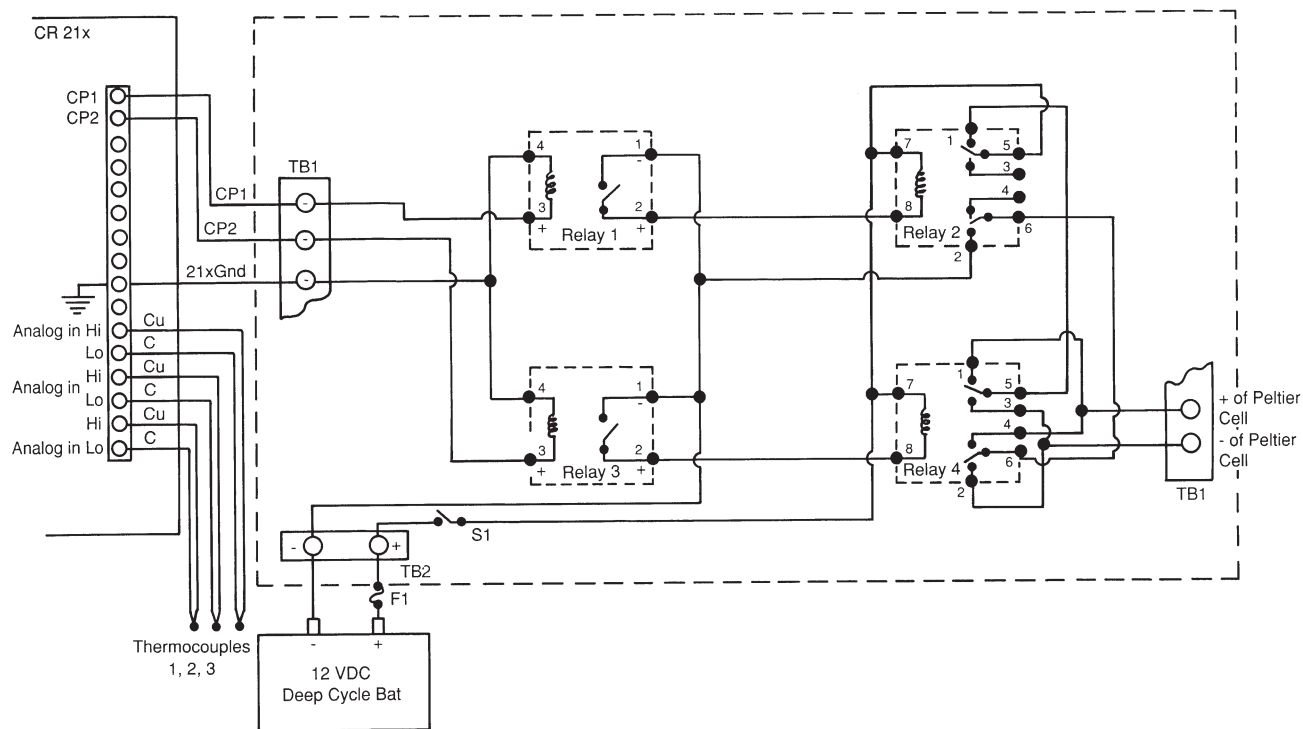 CR 21x
CP1
CP2
TB1
CP1
CP2
21xGnd
-
-
-
Analog in Hi
Cu
Lo
C
Analog in
Hi
Cu
Lo
C
Hi
Cu
Analog in Lo
C
Thermocouples
1, 2, 3
4
1
-
3
+
2
+
Relay 1
4
1
-
3
+
2
+
Relay 3
7
1
5
3
4
8
6
Relay 2
2
7
1
5
3
4
8
6
Relay 4
2
S1
-
+
TB2
F1
-
+
12 VDC
Deep Cycle Bat
+ of Peltier
Cell
-
- of Peltier
Cell
-
TB1